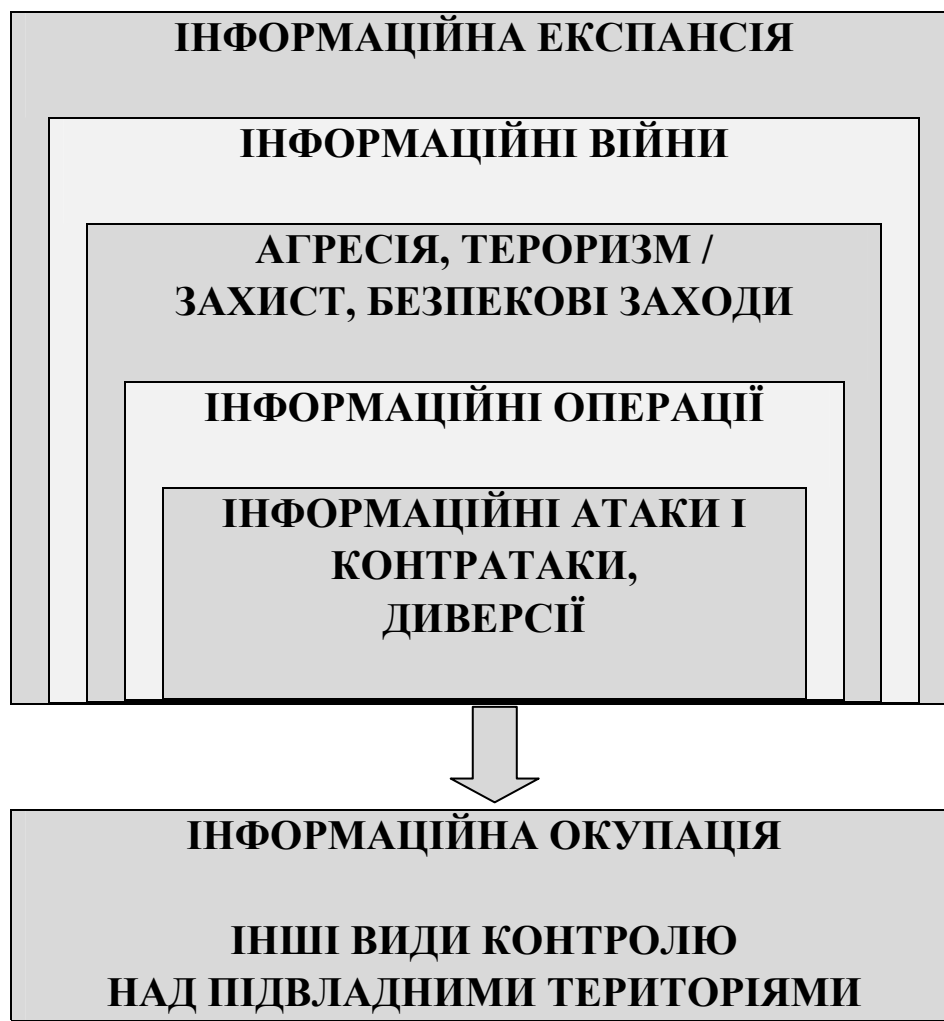 ІНФОРМАЦІЙНА ЕКСПАНСІЯ
ІНФОРМАЦІЙНІ ВІЙНИ
АГРЕСІЯ, ТЕРОРИЗМ /
ЗАХИСТ, БЕЗПЕКОВІ ЗАХОДИ
ІНФОРМАЦІЙНІ ОПЕРАЦІЇ
ІНФОРМАЦІЙНІ АТАКИ І
КОНТРАТАКИ,
ДИВЕРСІЇ
ІНФОРМАЦІЙНА ОКУПАЦІЯ
ІНШІ ВИДИ КОНТРОЛЮ
НАД ПІДВЛАДНИМИ ТЕРИТОРІЯМИ